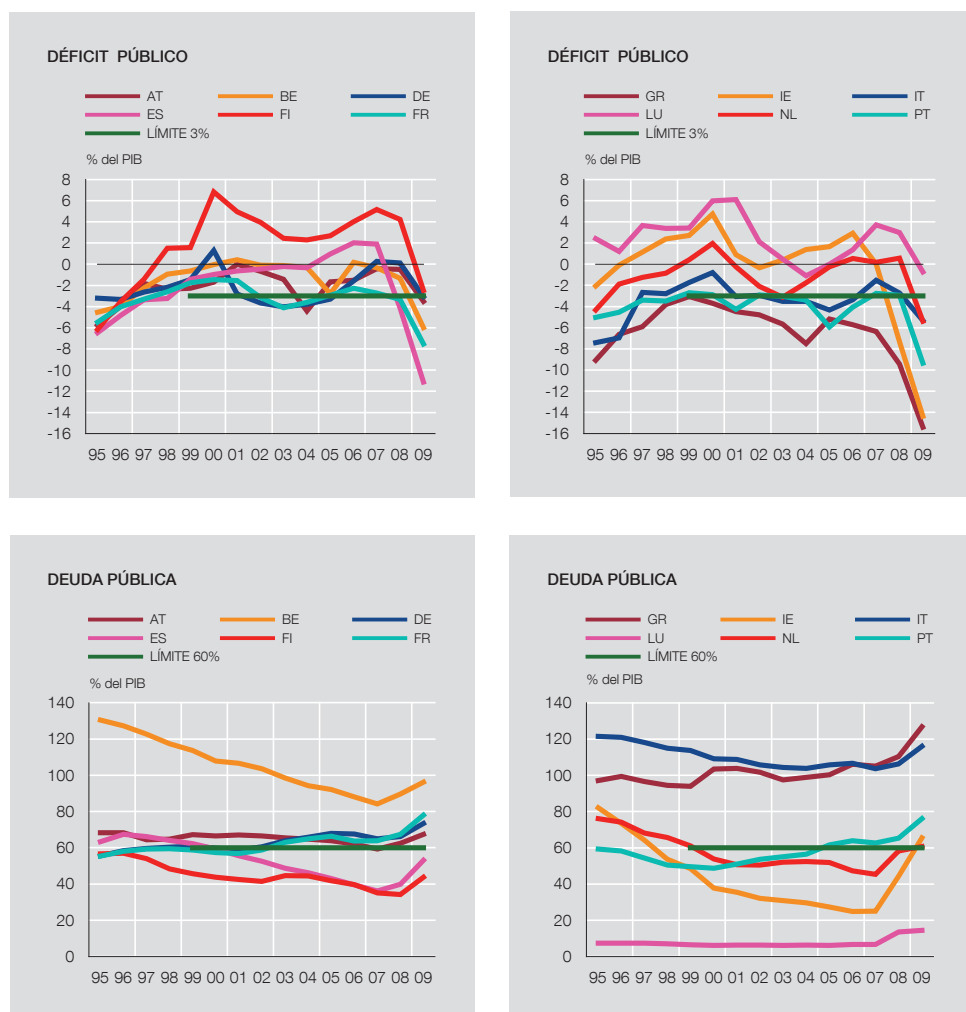 DÉFICIT PÚBLICO
AT BE DE
ES FI FR
LÍMITE 3%
% del PIB
8
6
4
2
0
-2
-4
-6
-8
-10
-12
-14
-16
95 96 97 98 99 00 01 02 03 04 05 06 07 08 09
DÉFICIT PÚBLICO
GR IE IT
LU NL PT
LÍMITE 3%
% del PIB
8
6
4
2
0
-2
-4
-6
-8
-10
-12
-14
-16
95 96 97 98 99 00 01 02 03 04 05 06 07 08 09
DEUDA PÚBLICA
AT BE DE
ES FI FR
LÍMITE 60%
% del PIB
140
120
100
80
60
40
20
0
95 96 97 98 99 00 01 02 03 04 05 06 07 08 09
DEUDA PÚBLICA
GR IE IT
LU NL PT
LÍMITE 60%
% del PIB
140
120
100
80
60
40
20
0
95 96 97 98 99 00 01 02 03 04 05 06 07 08 09